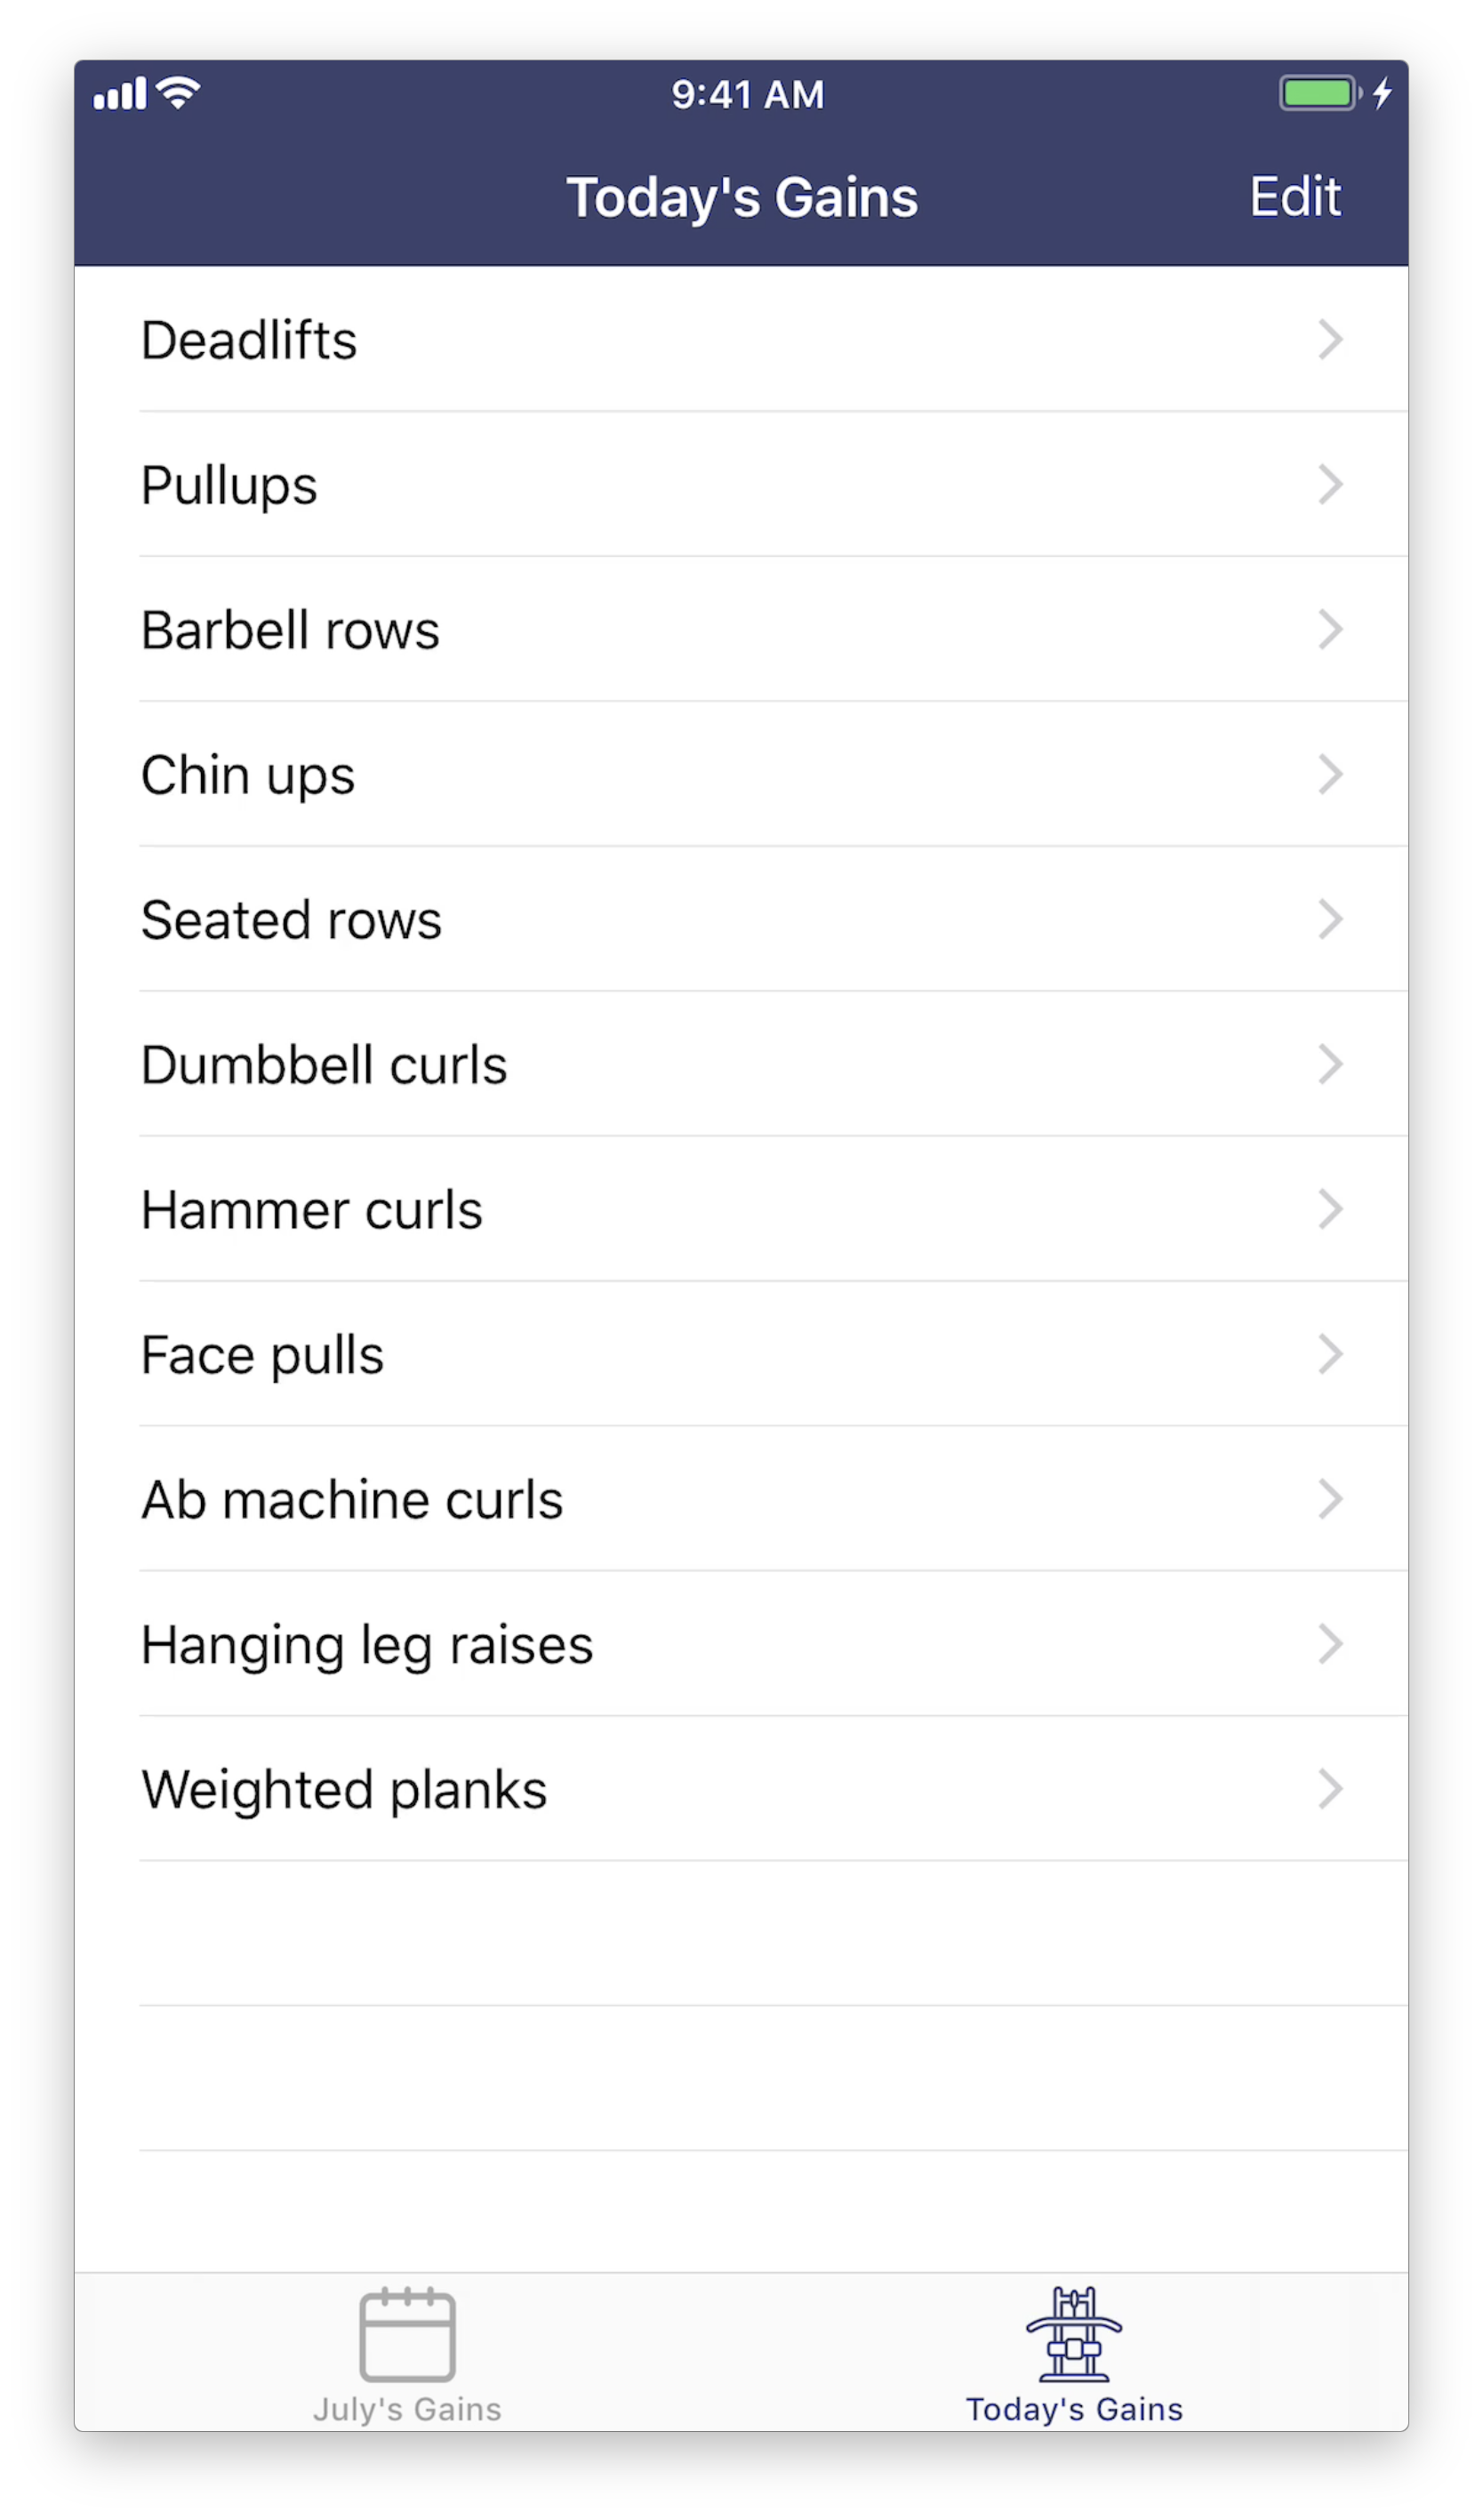 9:41 AM
Today's Gains
Edit
Deadlifts
Pullups
Barbell rows
Chin ups
Seated rows
Dumbbell curls
Hammer curls
Face pulls
Ab machine curls
Hanging leg raises
Weighted planks
July's Gains
Today's Gains